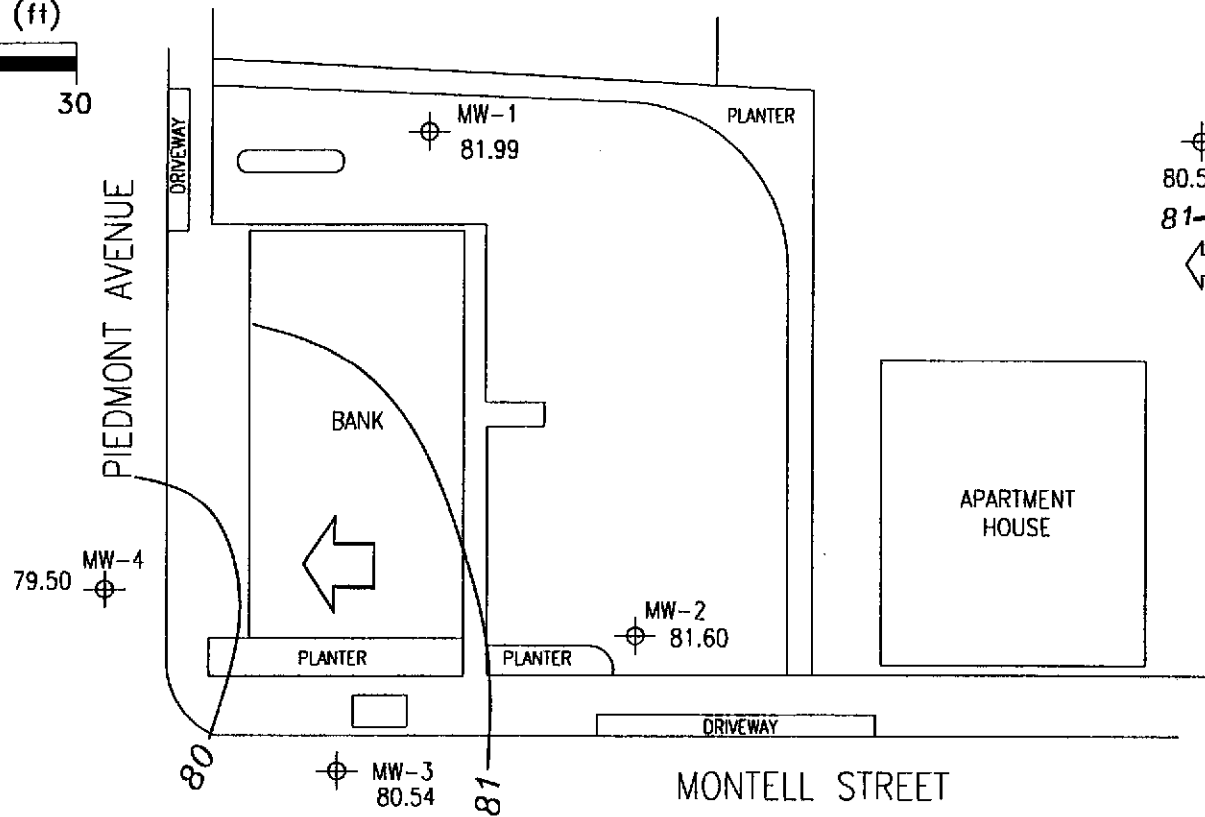 (ft)
30
DRIVEWAY
PIEDMONT AVENUE
MW-1
81.99
PLANTER
80.5
81
BANK
APARTMENT
HOUSE
MW-4
79.50
MW-2
81.60
PLANTER
PLANTER
DRIVEWAY
80
MW-3
80.54
81
MONTELL STREET